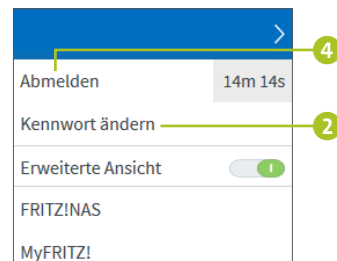 4
Abmelden 14m 14s
Kennwort ändern 2
Erweiterte Ansicht
FRITZ!NAS
MyFRITZ!